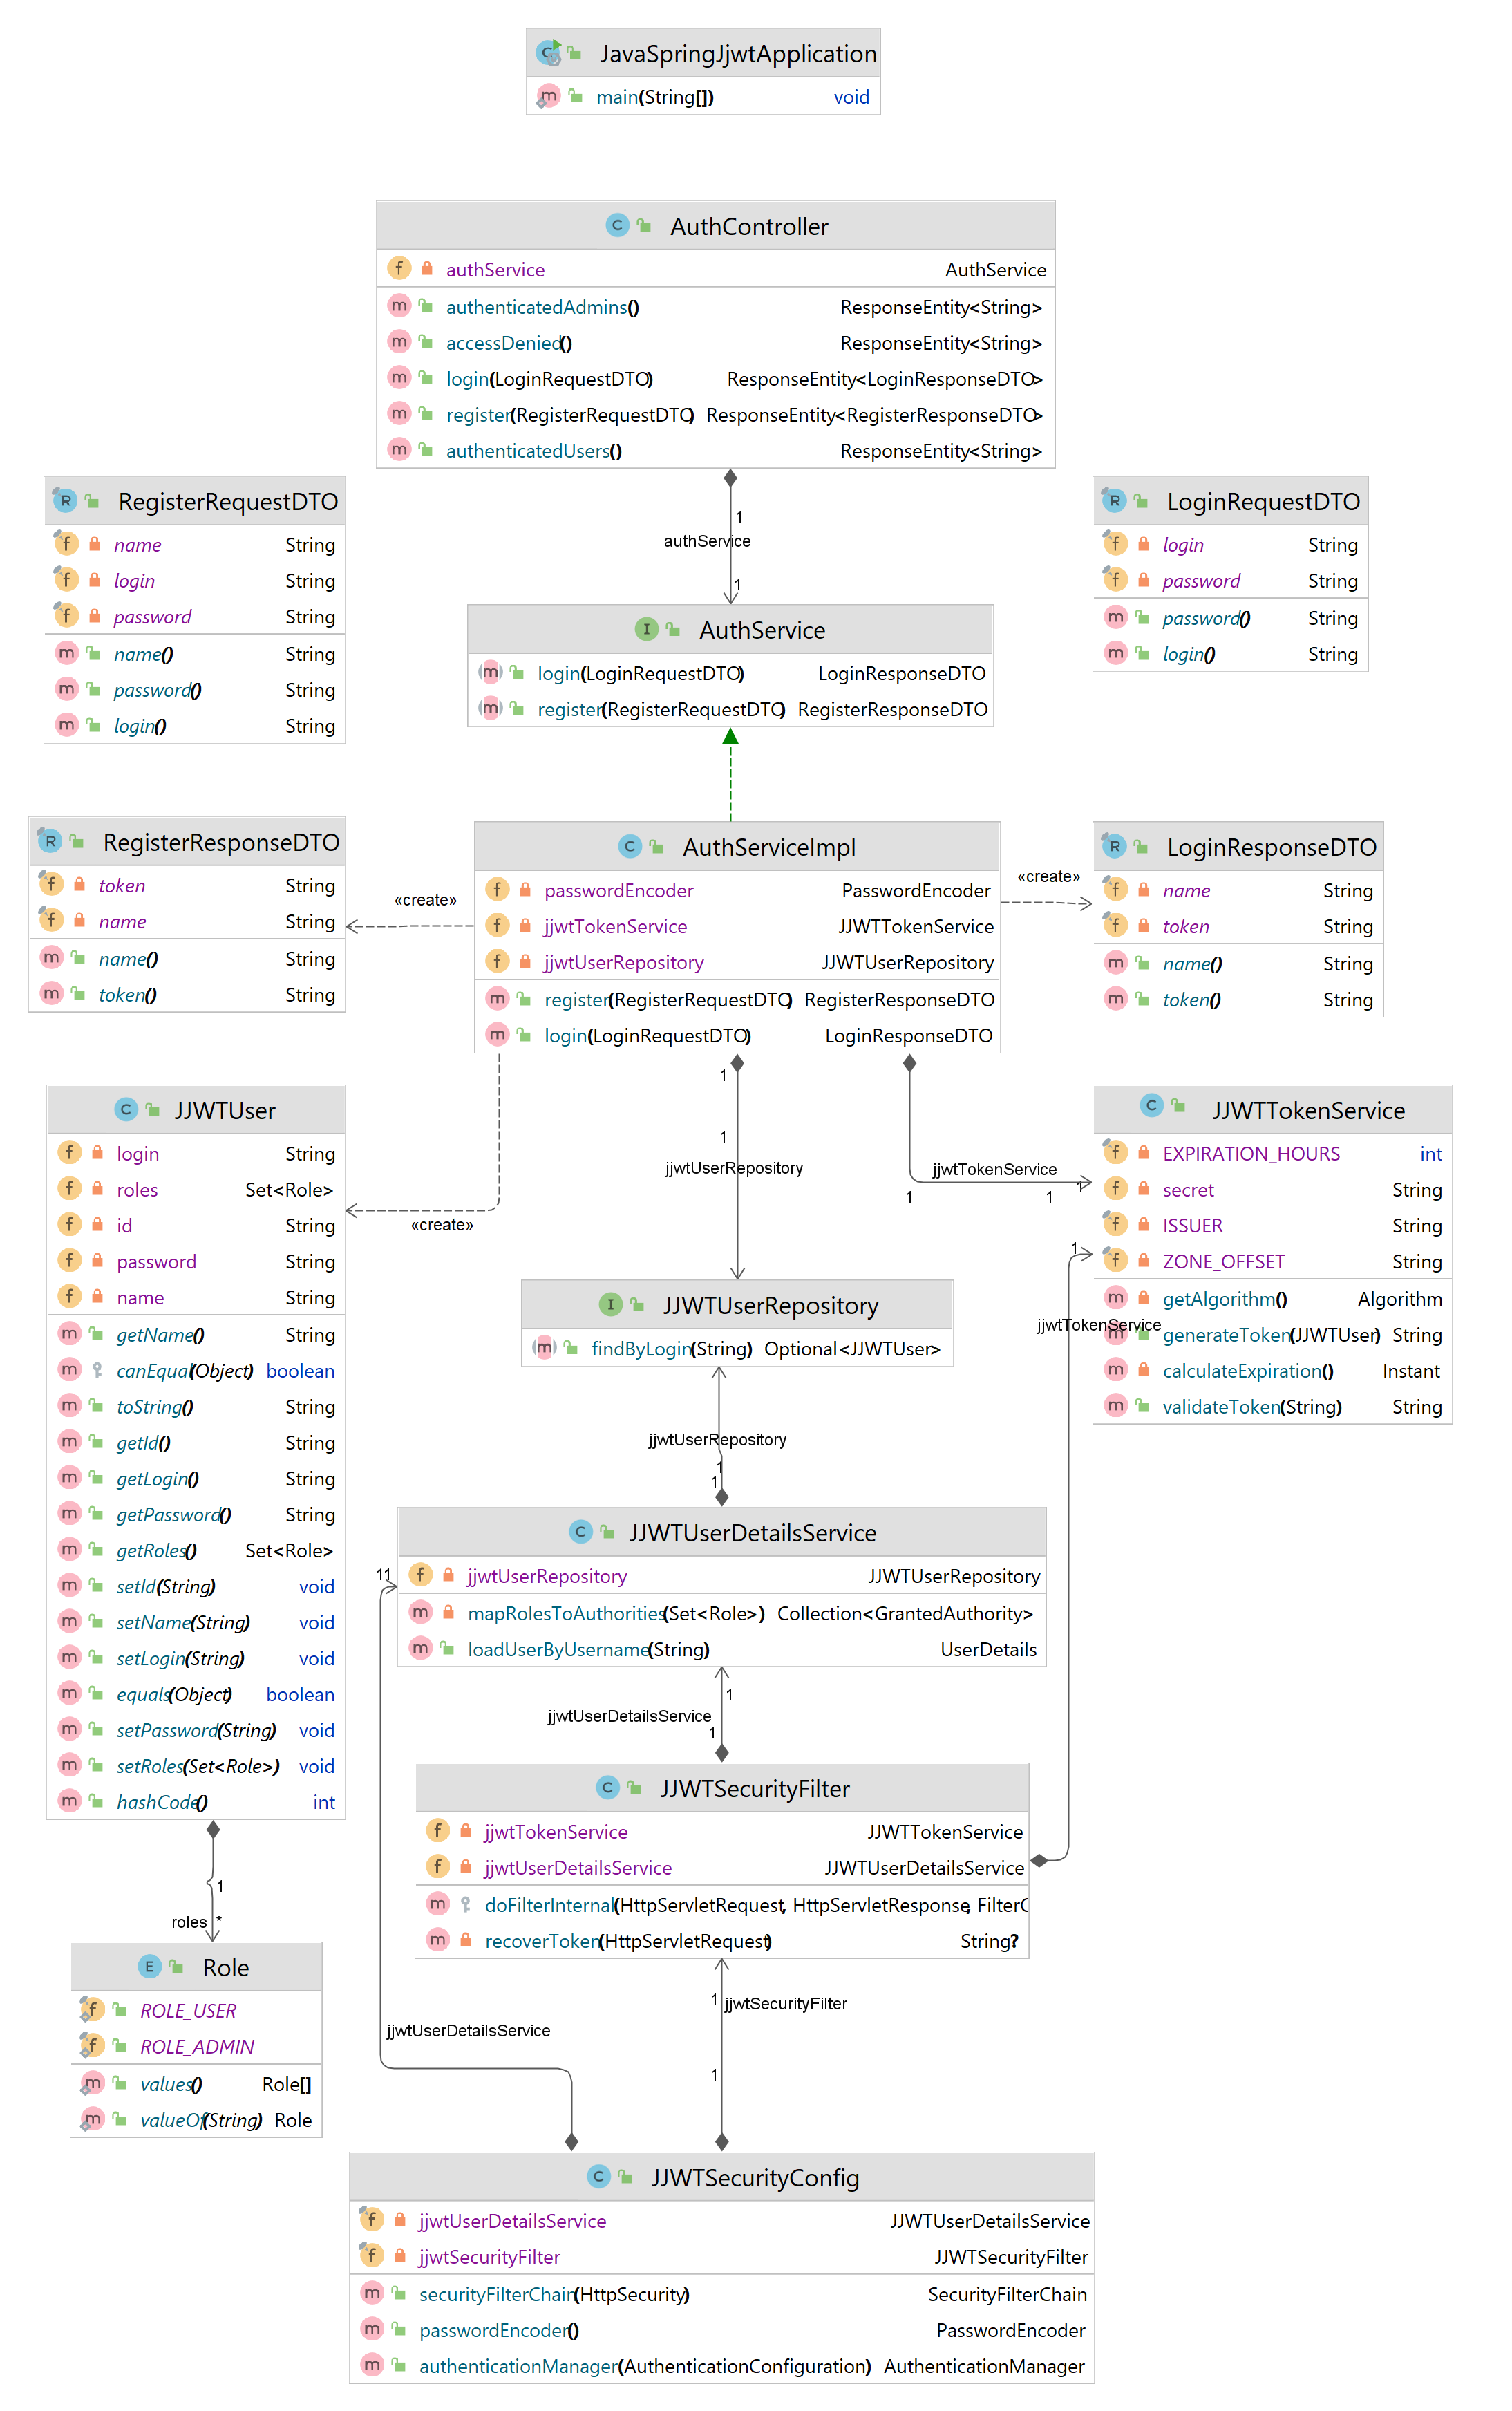 JavaSpringJjwtApplication
main(String[]) void
AuthController
authService AuthService
authenticatedAdmins() ResponseEntity<String>
accessDenied() ResponseEntity<String>
login(LoginRequestDTO) ResponseEntity<LoginResponseDTO>
register(RegisterRequestDTO) ResponseEntity<RegisterResponseDTO>
authenticatedUsers() ResponseEntity<String>
1
authService
1
RegisterRequestDTO
name String
login String
password String
name() String
password() String
login() String
LoginRequestDTO
login String
password String
password() String
login() String
AuthService
login(LoginRequestDTO) LoginResponseDTO
register(RegisterRequestDTO) RegisterResponseDTO
RegisterResponseDTO
token String
name String
name() String
token() String
«create»
AuthServiceImpl
passwordEncoder PasswordEncoder
jjwtTokenService JJWTTokenService
jjwtUserRepository JJWTUserRepository
register(RegisterRequestDTO) RegisterResponseDTO
login(LoginRequestDTO) LoginResponseDTO
«create»
LoginResponseDTO
name String
token String
name() String
token() String
JJWTUser
login String
roles Set<Role>
id String
password String
name String
getName() String
canEqual(Object) boolean
toString() String
getId() String
getLogin() String
getPassword() String
getRoles() Set<Role>
setId(String) void
setName(String) void
setLogin(String) void
equals(Object) boolean
setPassword(String) void
setRoles(Set<Role>) void
hashCode() int
«create»
1
1
jjwtUserRepository
jjwtTokenService
1
1
1
JJWTTokenService
EXPIRATION_HOURS int
secret String
ISSUER String
ZONE_OFFSET String
getAlgorithm() Algorithm
generateToken(JJWTUser) String
calculateExpiration() Instant
validateToken(String) String
1
jjwtTokenService
JJWTUserRepository
findByLogin(String) Optional<JJWTUser>
jjwtUserRepository
1
1
JJWTUserDetailsService
jjwtUserRepository JJWTUserRepository
mapRolesToAuthorities(Set<Role>) Collection<GrantedAuthority>
loadUserByUsername(String) UserDetails
11
1
jjwtUserDetailsService
1
JJWTSecurityFilter
jjwtTokenService JJWTTokenService
jjwtUserDetailsService JJWTUserDetailsService
doFilterInternal(HttpServletRequest, HttpServletResponse, FilterC
recoverToken(HttpServletRequest) String?
1
roles *
Role
ROLE_USER
ROLE_ADMIN
values() Role[]
valueOf(String) Role
1
jjwtSecurityFilter
jjwtUserDetailsService
1
JJWTSecurityConfig
jjwtUserDetailsService JJWTUserDetailsService
jjwtSecurityFilter JJWTSecurityFilter
securityFilterChain(HttpSecurity) SecurityFilterChain
passwordEncoder() PasswordEncoder
authenticationManager(AuthenticationConfiguration) AuthenticationManager